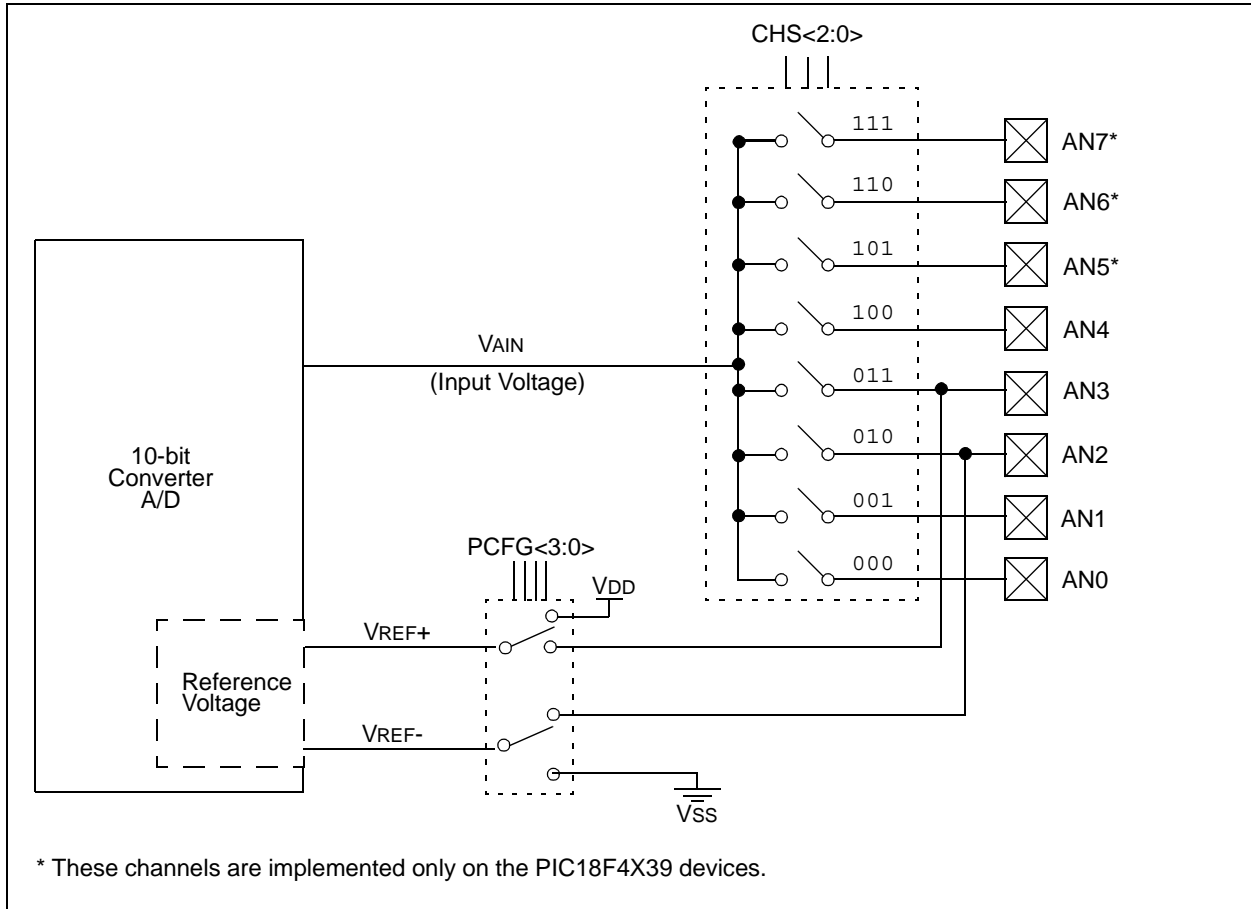 CHS<2:0>
111
AN7*
110
AN6*
101
AN5*
100
AN4
VAIN
(Input Voltage)
011
AN3
010
AN2
10-bit
Converter
A/D
001
AN1
PCFG<3:0>
000
AN0
VDD
VREF+
Reference
Voltage
VREF-
VSS
* These channels are implemented only on the PIC18F4X39 devices.